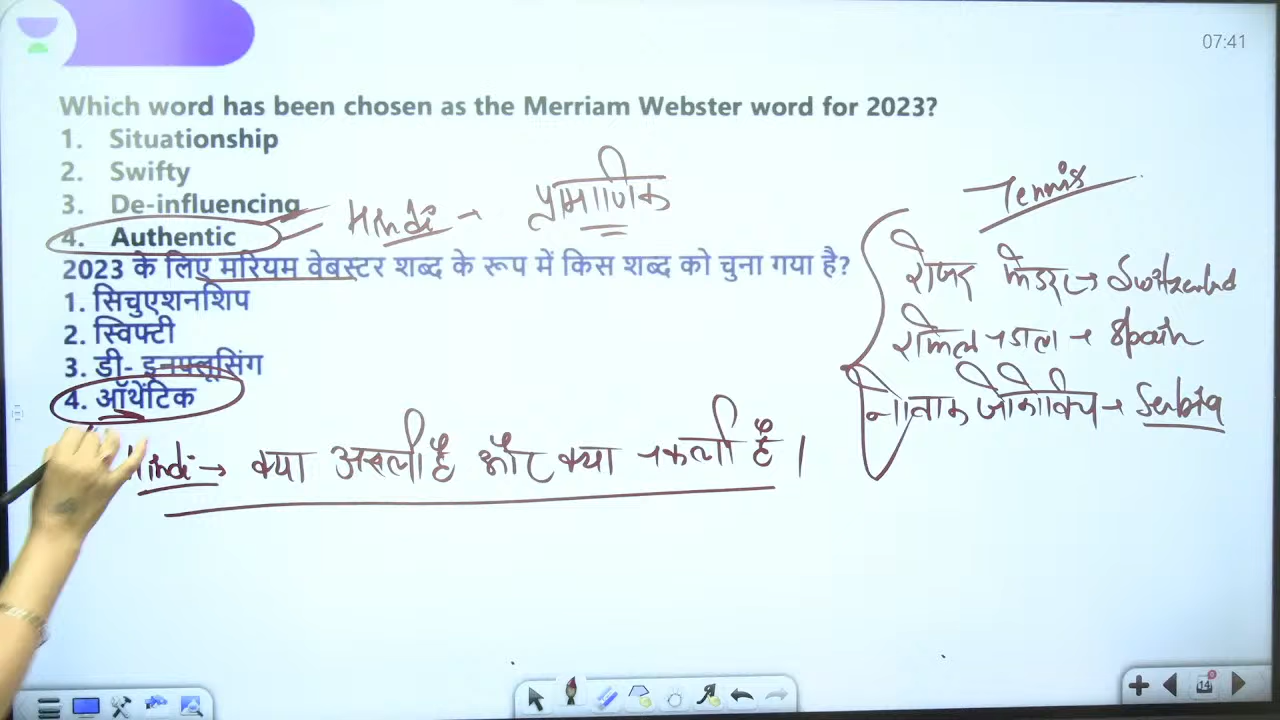 07:41
Which word has been chosen as the Merriam Webster word for 2023?
1. Situationship
2. Swifty
3. De-influencing
4. Authentic
Hindi → प्रामाणिक
2023 के लिए मरियम वेबस्टर शब्द के रूप में किस शब्द को चुना गया है?
1. सिचुएशनशिप
2. स्विफ्टी
3. डी- इनफ्लूसिंग
4. ऑथेंटिक
Hindi → क्या असली है और क्या नकली है ।
Tennis
रोजर फेडरर → Switzerland
→ Spain
नोवाक जोकोविच → Serbia
14